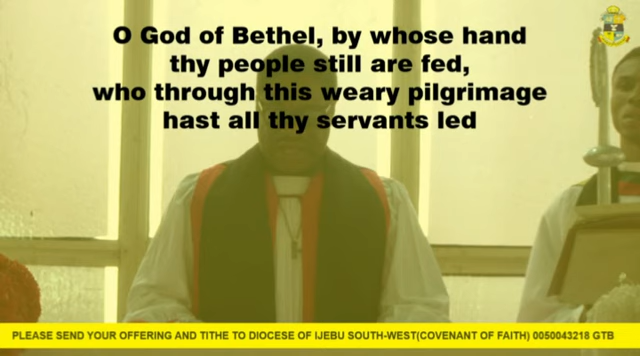 O God of Bethel, by whose hand
thy people still are fed,
who through this weary pilgrimage
hast all thy servants led
PLEASE SEND YOUR OFFERING AND TITHE TO DIOCESE OF IJEBU SOUTH-WEST(COVENANT OF FAITH) 0050043218 GTB